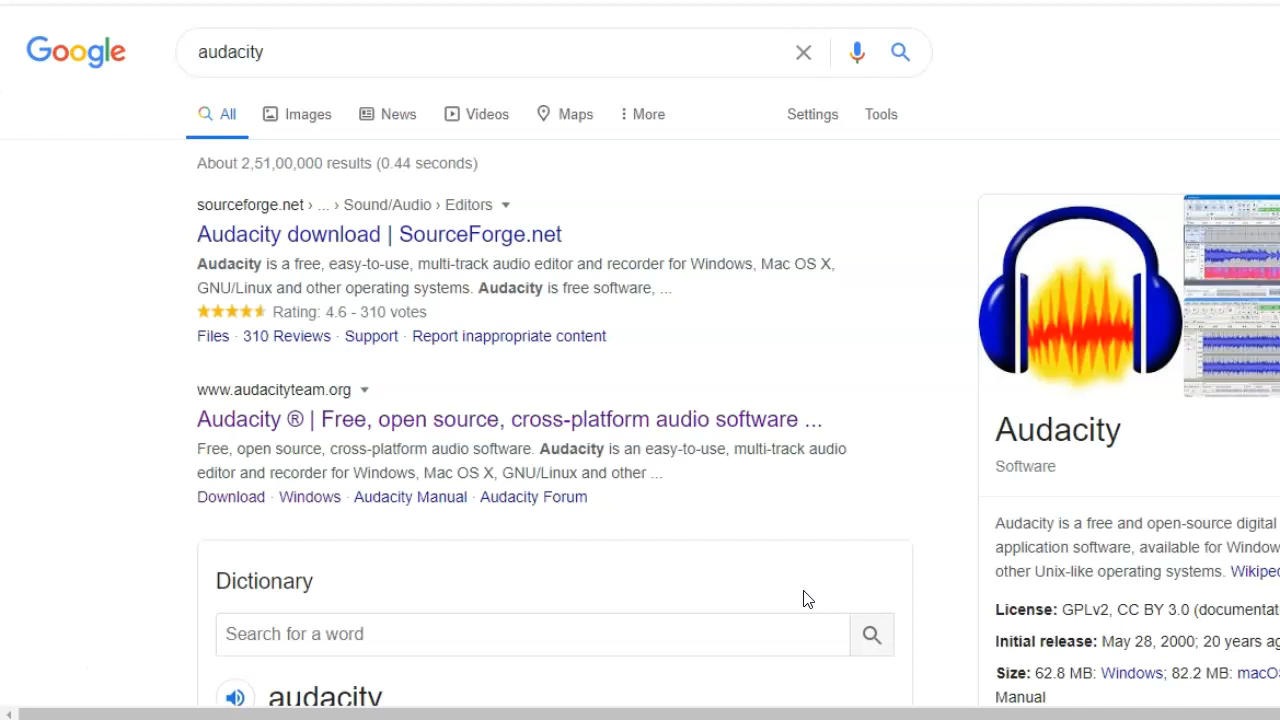 Google
audacity
All Images News Videos Maps More Settings Tools
About 2,51,00,000 results (0.44 seconds)
sourceforge.net › ... › Sound/Audio › Editors
Audacity download | SourceForge.net
Audacity is a free, easy-to-use, multi-track audio editor and recorder for Windows, Mac OS X,
GNU/Linux and other operating systems. Audacity is free software, ...
Rating: 4.6 - 310 votes
Files · 310 Reviews · Support · Report inappropriate content
www.audacityteam.org
Audacity ® | Free, open source, cross-platform audio software ...
Free, open source, cross-platform audio software. Audacity is an easy-to-use, multi-track audio
editor and recorder for Windows, Mac OS X, GNU/Linux and other ...
Download · Windows · Audacity Manual · Audacity Forum
Dictionary
Search for a word
audacity
Audacity
Software
Audacity is a free and open-source digital
application software, available for Window
other Unix-like operating systems. Wikiped
License: GPLv2, CC BY 3.0 (documentat
Initial release: May 28, 2000; 20 years ag
Size: 62.8 MB: Windows; 82.2 MB: macO
Manual